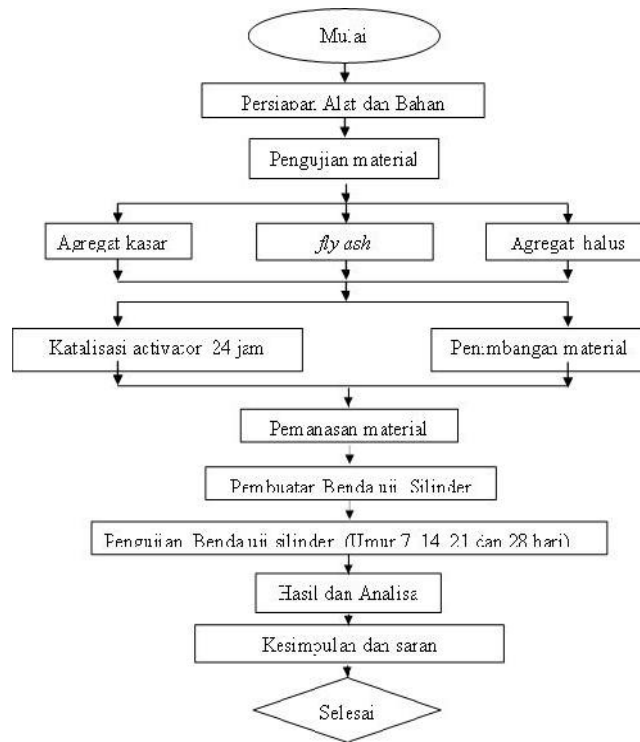 Mulai
Persiapan Alat dan Bahan
Pengujian material
Agregat kasar
fly ash
Agregat halus
Katalisasi activator 24 jam
Penimbangan material
Pemanasan material
Pembuatan Benda uji Silinder
Pengujian Benda uji silinder (Umur 7, 14, 21 dan 28 hari)
Hasil dan Analisa
Kesimpulan dan saran
Selesai